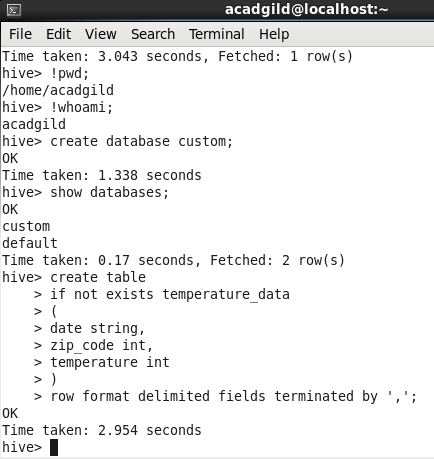 acadgild@localhost:~
File Edit View Search Terminal Help
Time taken: 3.043 seconds, Fetched: 1 row(s)
hive> !pwd;
/home/acadgild
hive> !whoami;
acadgild
hive> create database custom;
OK
Time taken: 1.338 seconds
hive> show databases;
OK
custom
default
Time taken: 0.17 seconds, Fetched: 2 row(s)
hive> create table
    > if not exists temperature_data
    > (
    > date string,
    > zip_code int,
    > temperature int
    > )
    > row format delimited fields terminated by ',';
OK
Time taken: 2.954 seconds
hive>